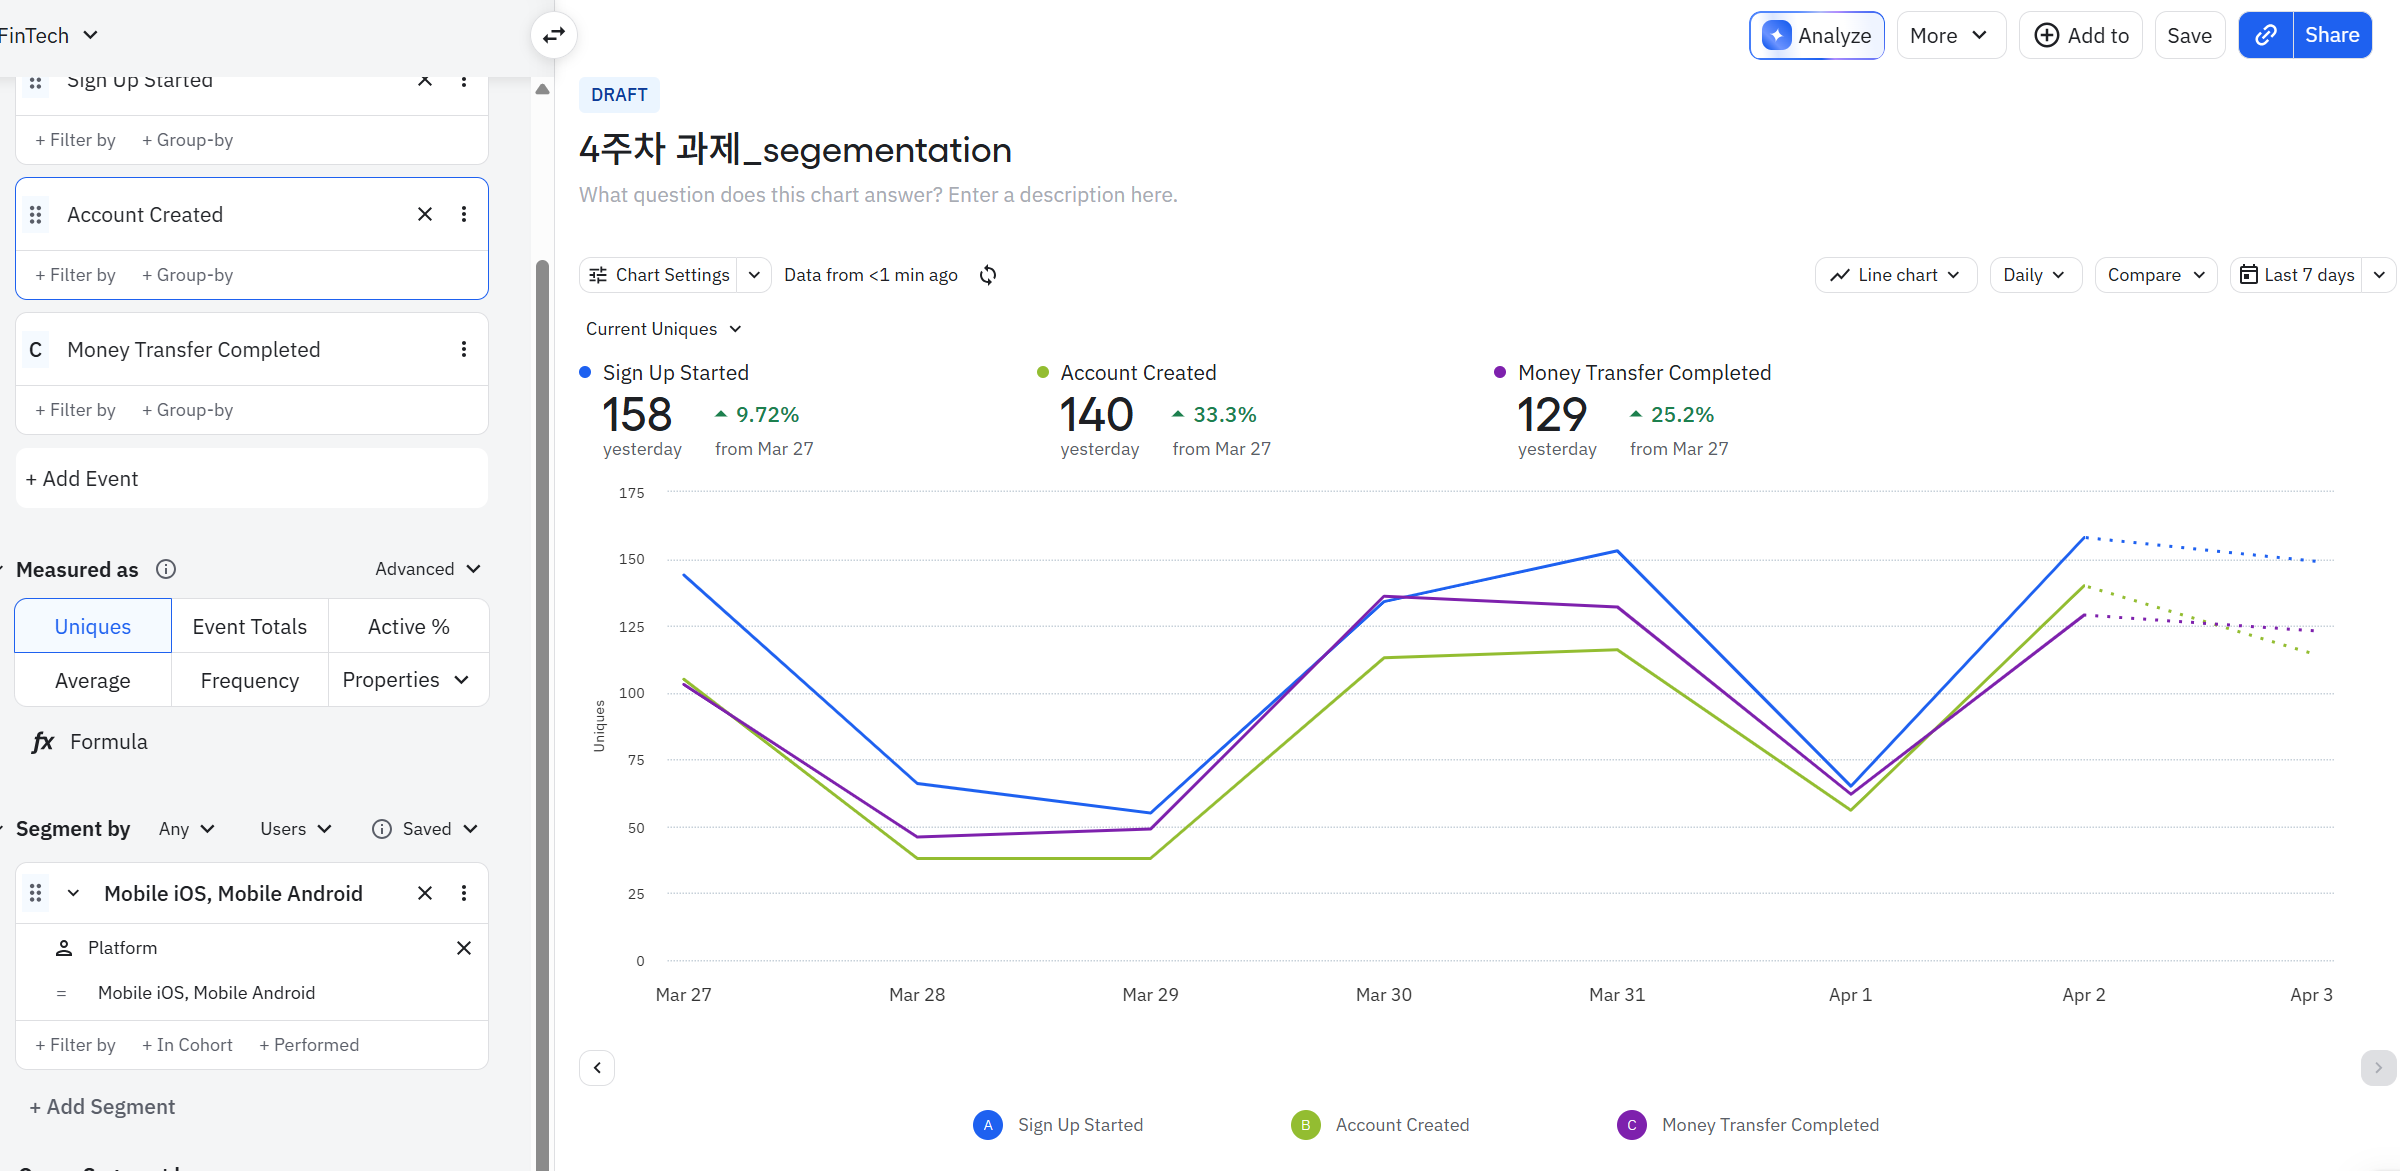 FinTech
Sign Up Started
+ Filter by + Group-by
Account Created
+ Filter by + Group-by
C Money Transfer Completed
+ Filter by + Group-by
+ Add Event
Measured as Advanced
Uniques Event Totals Active %
Average Frequency Properties
fx Formula
Segment by Any Users Saved
Mobile iOS, Mobile Android
Platform
= Mobile iOS, Mobile Android
+ Filter by + In Cohort + Performed
+ Add Segment
Analyze More Add to Save Share
DRAFT
4주차 과제_segementation
What question does this chart answer? Enter a description here.
Chart Settings Data from <1 min ago Line chart Daily Compare Last 7 days
Current Uniques
Sign Up Started Account Created Money Transfer Completed
158 9.72% 140 33.3% 129 25.2%
yesterday from Mar 27 yesterday from Mar 27 yesterday from Mar 27
175
150
125
100
75
50
25
0
Uniques
Mar 27 Mar 28 Mar 29 Mar 30 Mar 31 Apr 1 Apr 2 Apr 3
A Sign Up Started B Account Created C Money Transfer Completed